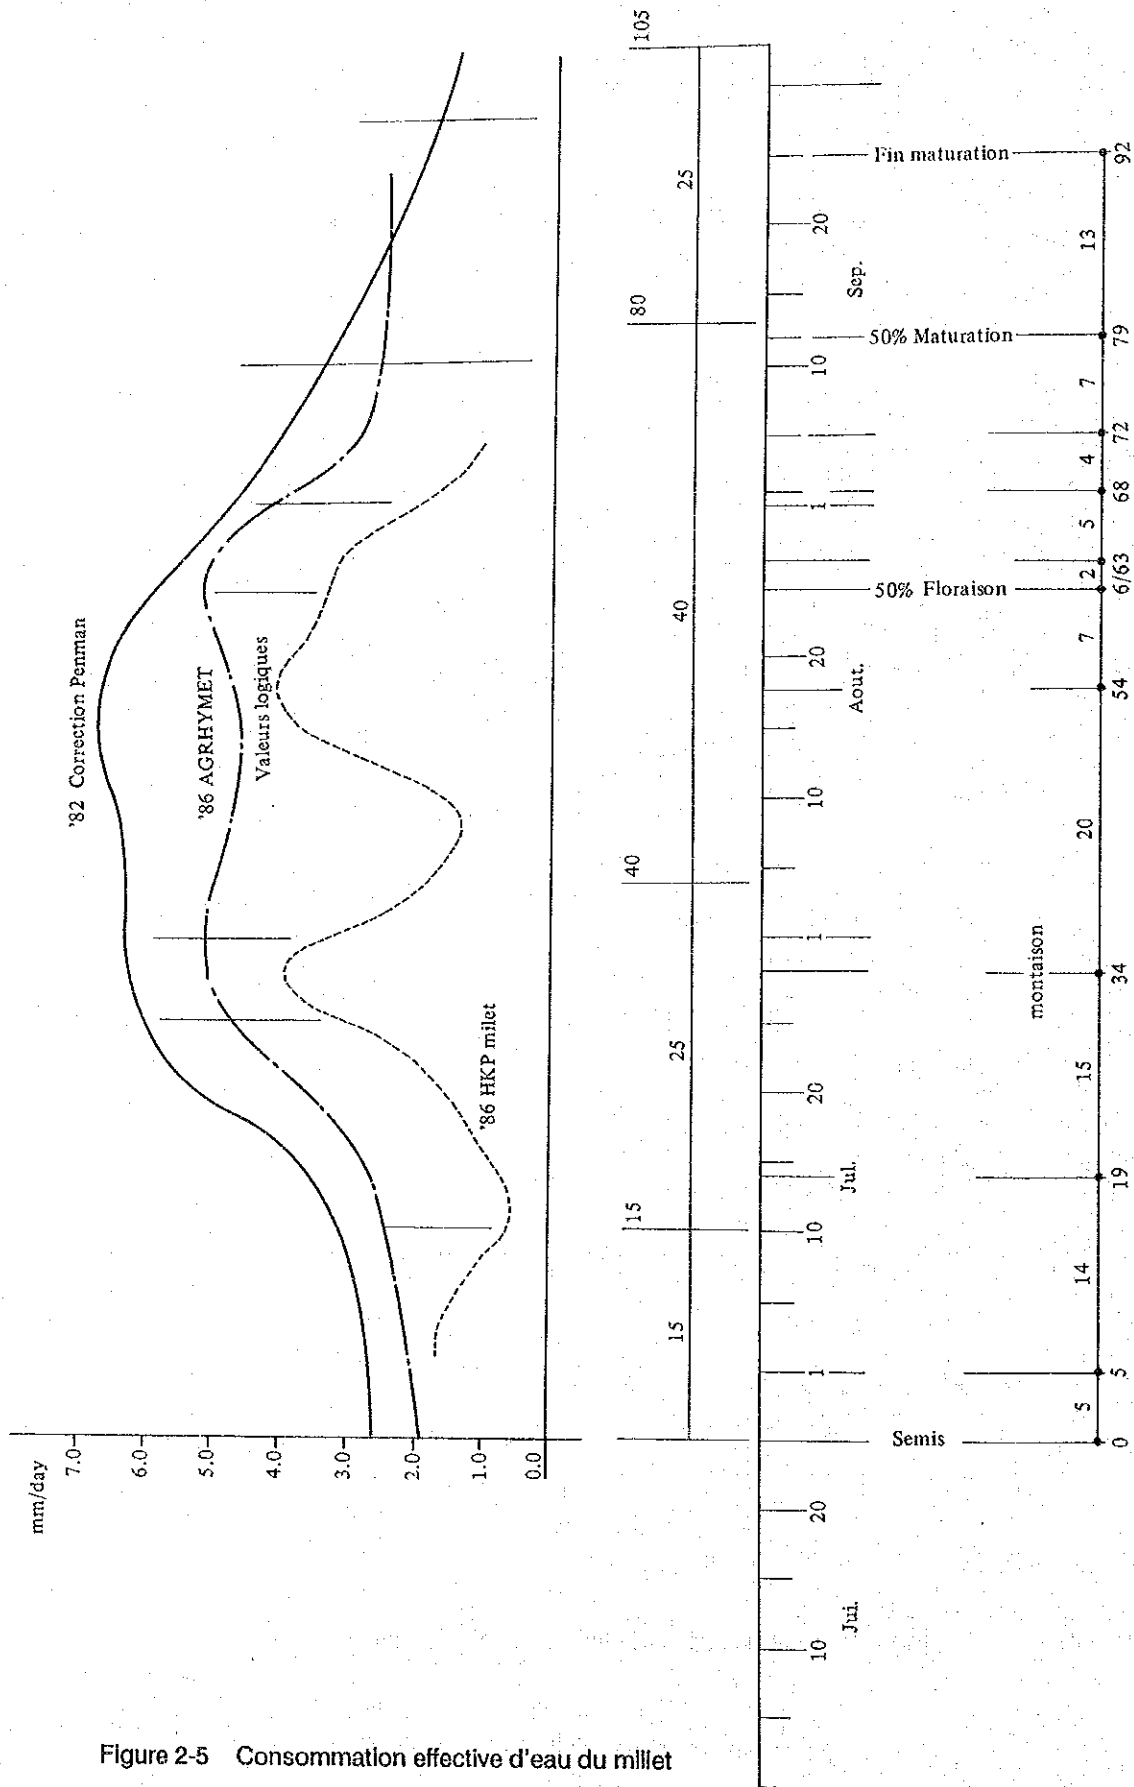 mm/day
7.0
6.0
5.0
4.0
3.0
2.0
1.0
0.0
'82 Correction Penman
'86 AGRHYMET
Valeurs logiques
'86 HKP milet
15 40 80 105
15 25 40 25
10 20 1 10 20 1 10 20 1 10 20
Jui. Jul. Aout. Sep.
Semis
50% Floraison
50% Maturation
Fin maturation
montaison
5 14 15 20 7 2 5 4 7 13
0 5 19 34 54 6/63 68 72 79 92
Figure 2-5 Consommation effective d'eau du millet